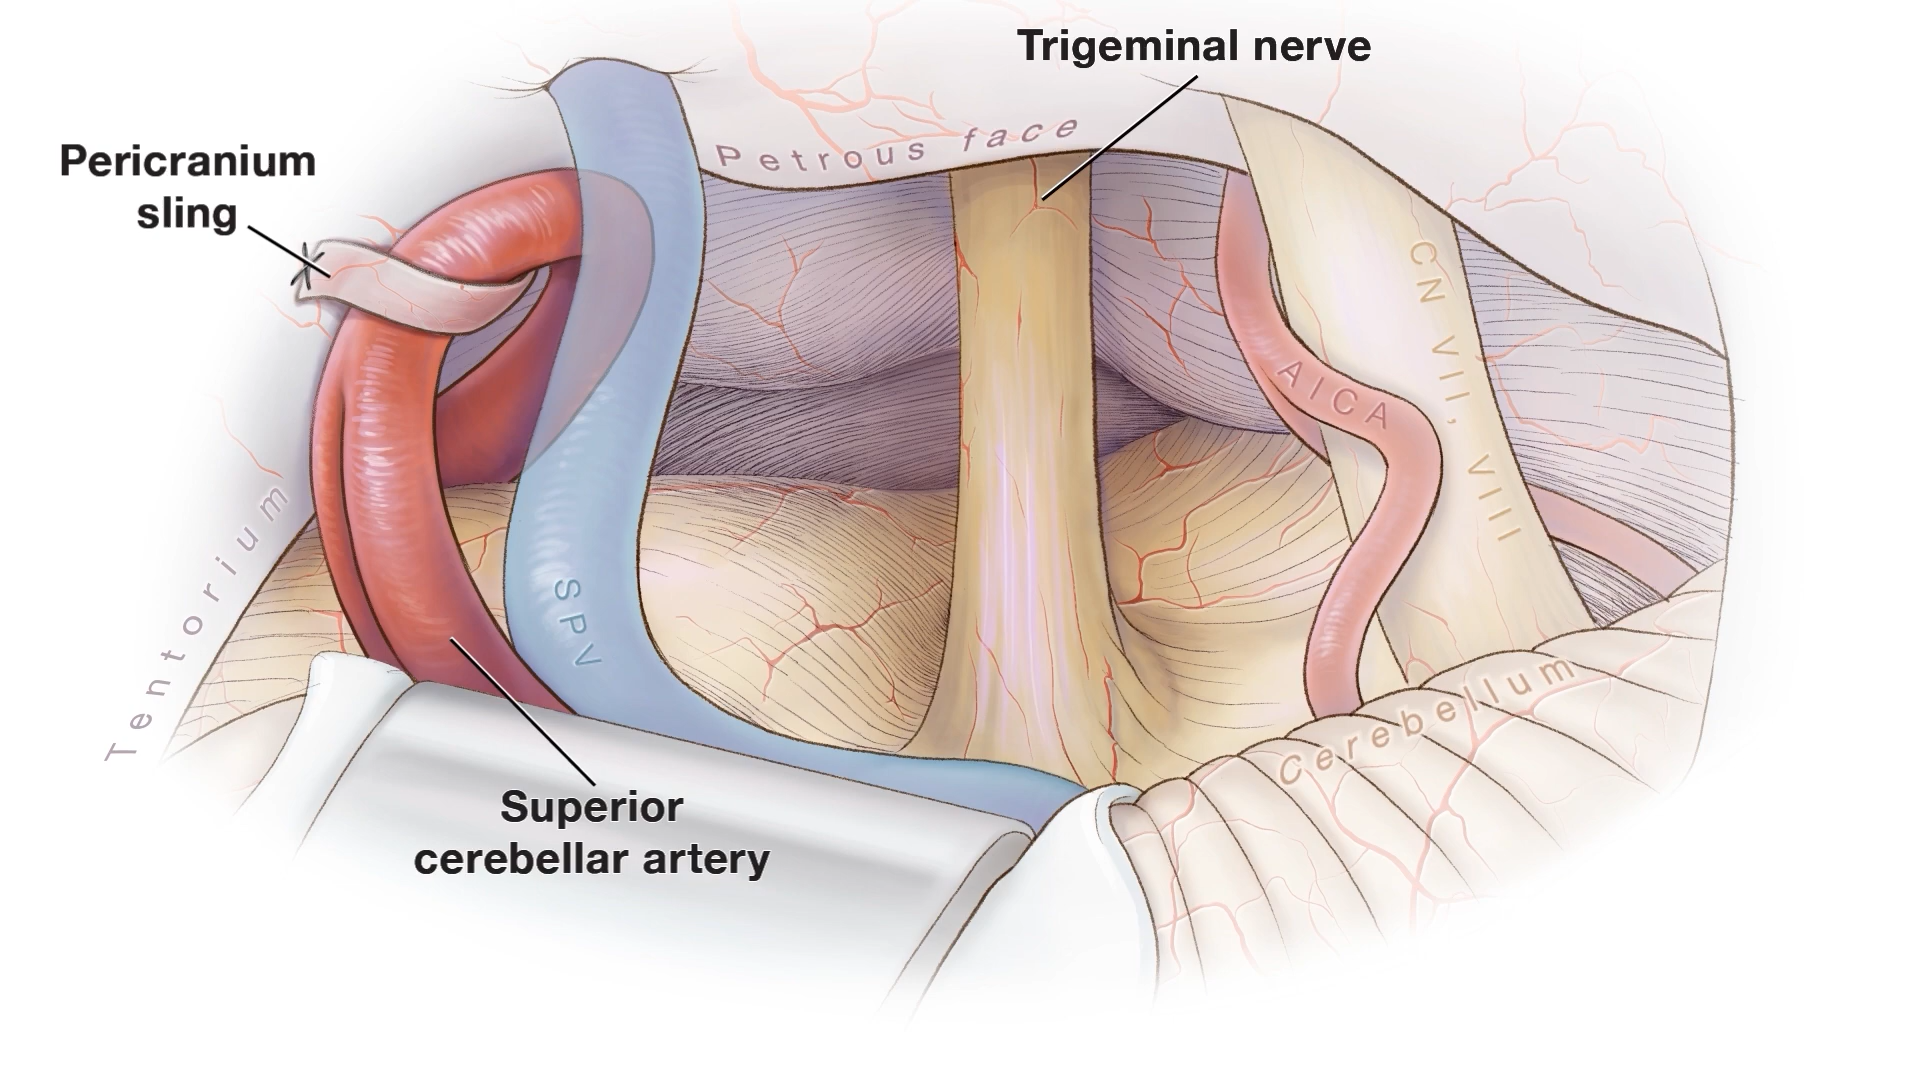 Trigeminal nerve
Pericranium
sling
Petrous face
CN VII, VIII
AICA
Tentorium
SPV
Cerebellum
Superior
cerebellar artery